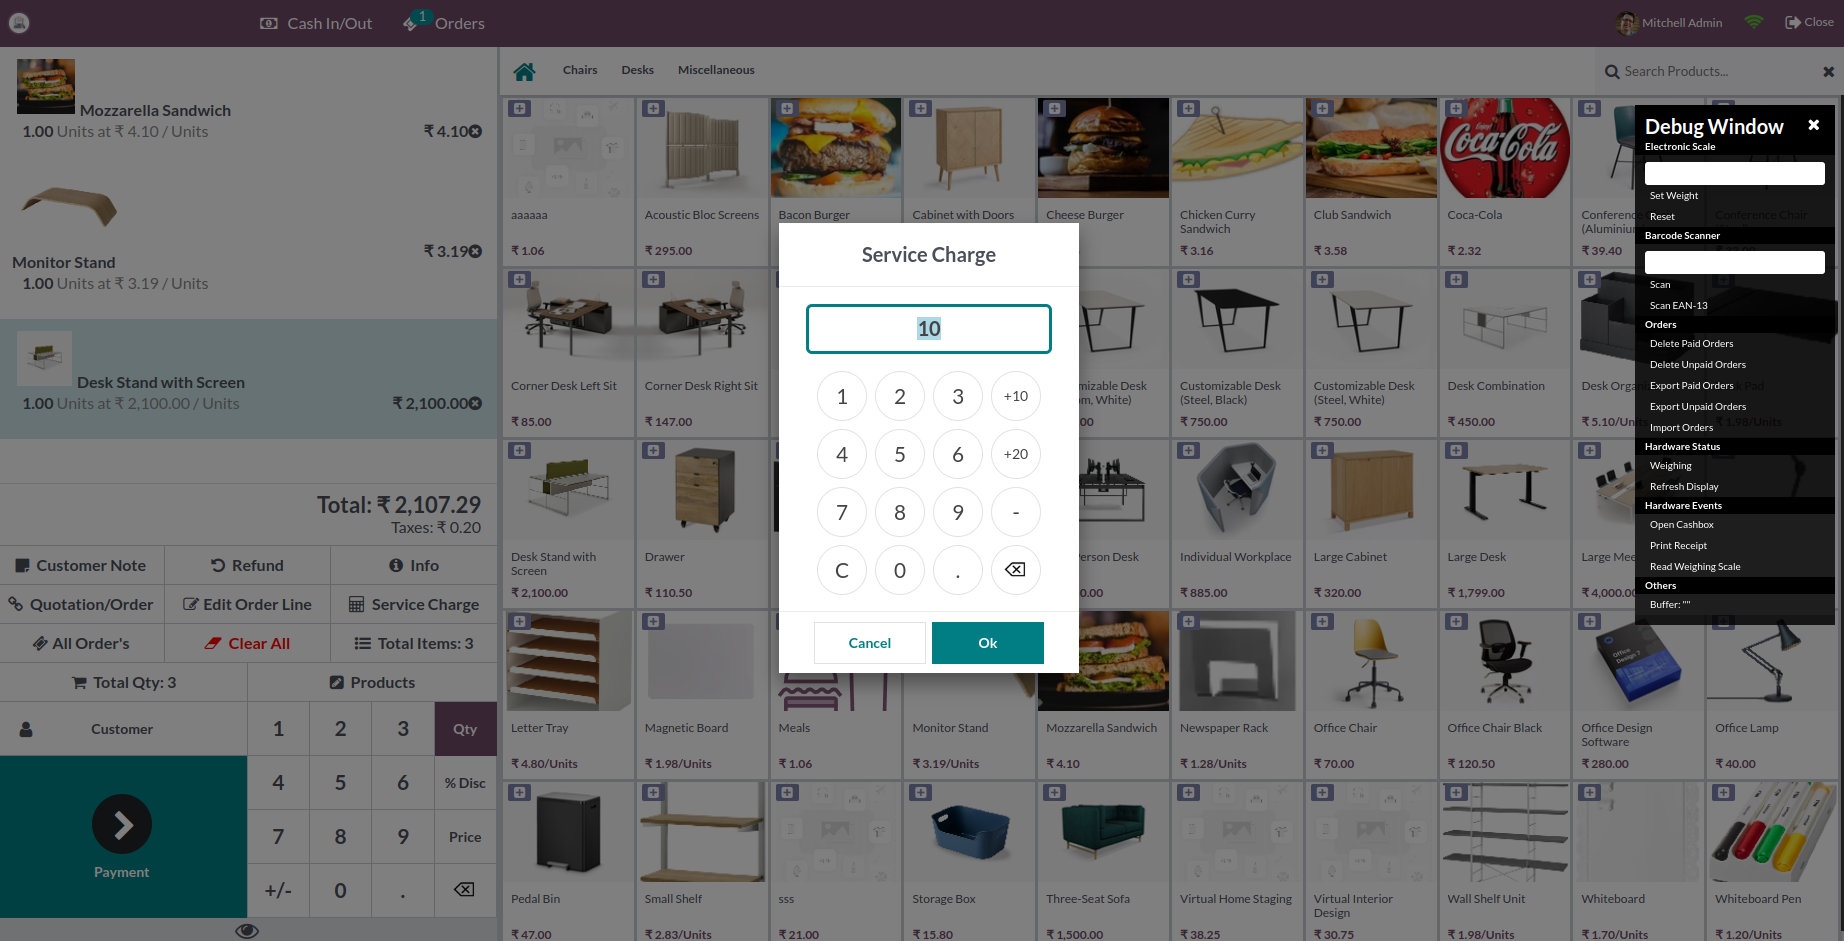 Cash In/Out
1
Orders
Mitchell Admin
Close
Mozzarella Sandwich
1.00 Units at ₹ 4.10 / Units
₹ 4.10
Monitor Stand
₹ 3.19
1.00 Units at ₹ 3.19 / Units
Desk Stand with Screen
1.00 Units at ₹ 2,100.00 / Units
₹ 2,100.00
Total: ₹ 2,107.29
Taxes: ₹ 0.20
Customer Note
Refund
Info
Quotation/Order
Edit Order Line
Service Charge
All Order's
Clear All
Total Items: 3
Total Qty: 3
Products
Customer
1 2 3 Qty
4 5 6 % Disc
7 8 9 Price
+/- 0 .
Payment
Chairs
Desks
Miscellaneous
Search Products...
aaaaaa
₹ 1.06
Acoustic Bloc Screens
₹ 295.00
Bacon Burger
Cabinet with Doors
Cheese Burger
Chicken Curry
Sandwich
₹ 3.16
Club Sandwich
₹ 3.58
Coca-Cola
Coca-Cola
₹ 2.32
Conference
(Aluminiu
₹ 39.40
Conference Chair
Corner Desk Left Sit
₹ 85.00
Corner Desk Right Sit
₹ 147.00
mizable Desk
m, White)
00
Customizable Desk
(Steel, Black)
₹ 750.00
Customizable Desk
(Steel, White)
₹ 750.00
Desk Combination
₹ 450.00
Desk Organi
₹ 5.10/Units
Pad
₹ 1.98/Units
Desk Stand with
Screen
₹ 2,100.00
Drawer
₹ 110.50
erson Desk
0.00
Individual Workplace
₹ 885.00
Large Cabinet
₹ 320.00
Large Desk
₹ 1,799.00
Large Mee
₹ 4,000.0
Letter Tray
₹ 4.80/Units
Magnetic Board
₹ 1.98/Units
Meals
₹ 1.06
Monitor Stand
₹ 3.19/Units
Mozzarella Sandwich
₹ 4.10
Newspaper Rack
₹ 1.28/Units
Office Chair
₹ 70.00
Office Chair Black
₹ 120.50
Office
Design
Office Design
Software
₹ 280.00
Office Lamp
₹ 40.00
Pedal Bin
₹ 47.00
Small Shelf
₹ 2.83/Units
sss
₹ 21.00
Storage Box
₹ 15.80
Three-Seat Sofa
₹ 1,500.00
Virtual Home Staging
₹ 38.25
Virtual Interior
Design
₹ 30.75
Wall Shelf Unit
₹ 1.98/Units
Whiteboard
₹ 1.70/Units
Whiteboard Pen
₹ 1.20/Units
Service Charge
10
1 2 3 +10
4 5 6 +20
7 8 9 -
C 0 .
Cancel
Ok
Debug Window
Electronic Scale
Set Weight
Reset
Barcode Scanner
Scan
Scan EAN-13
Orders
Delete Paid Orders
Delete Unpaid Orders
Export Paid Orders
Export Unpaid Orders
Import Orders
Hardware Status
Weighing
Refresh Display
Hardware Events
Open Cashbox
Print Receipt
Read Weighing Scale
Others
Buffer: ""